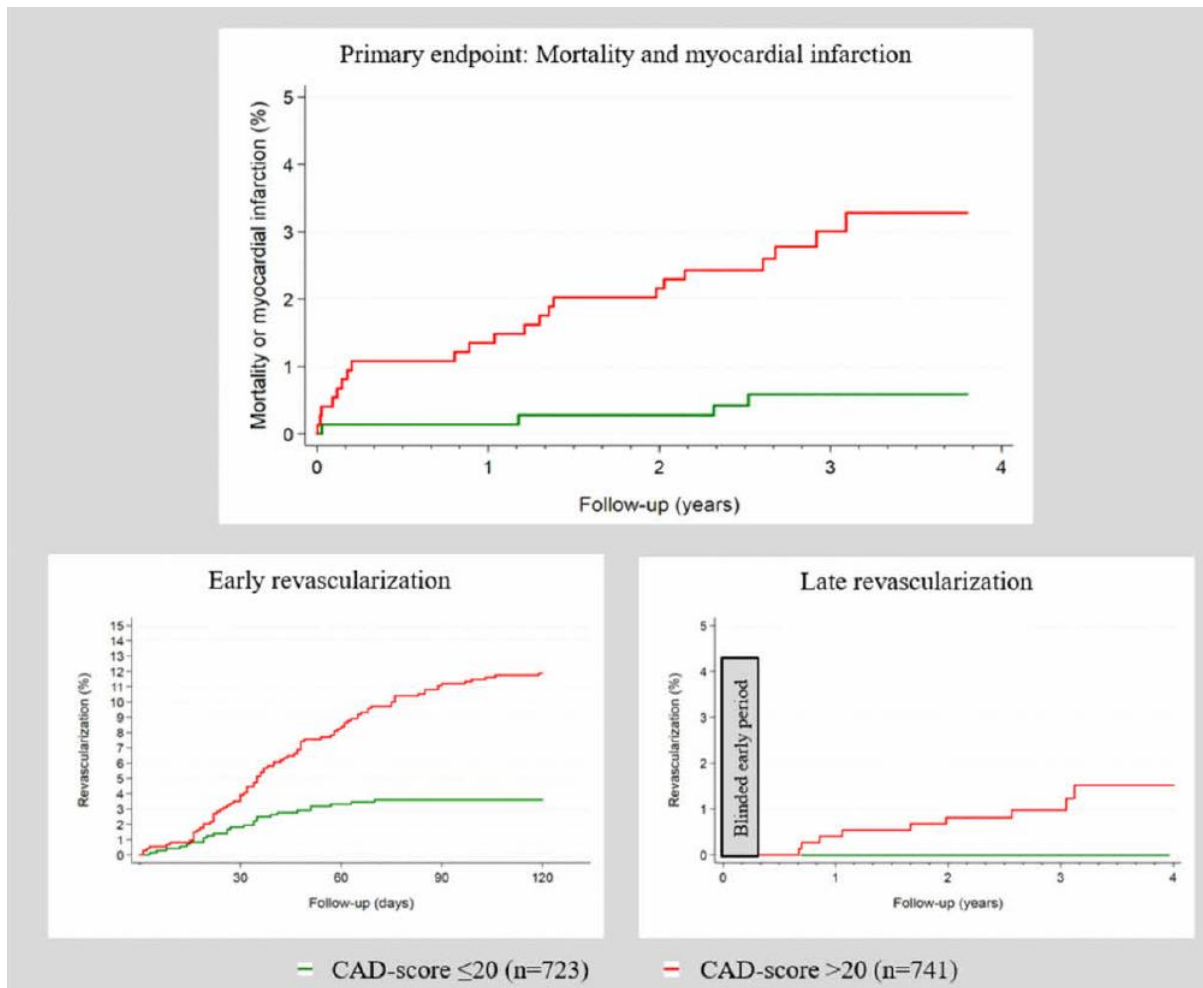 Primary endpoint: Mortality and myocardial infarction
Mortality or myocardial infarction (%)
5
4
3
2
1
0
0 1 2 3 4
Follow-up (years)
Early revascularization
Revascularization (%)
15
14
13
12
11
10
9
8
7
6
5
4
3
2
1
0
30 60 90 120
Follow-up (days)
Late revascularization
Revascularization (%)
5
4
3
2
1
0
Blinded early period
0 1 2 3 4
Follow-up (years)
CAD-score ≤20 (n=723) CAD-score >20 (n=741)